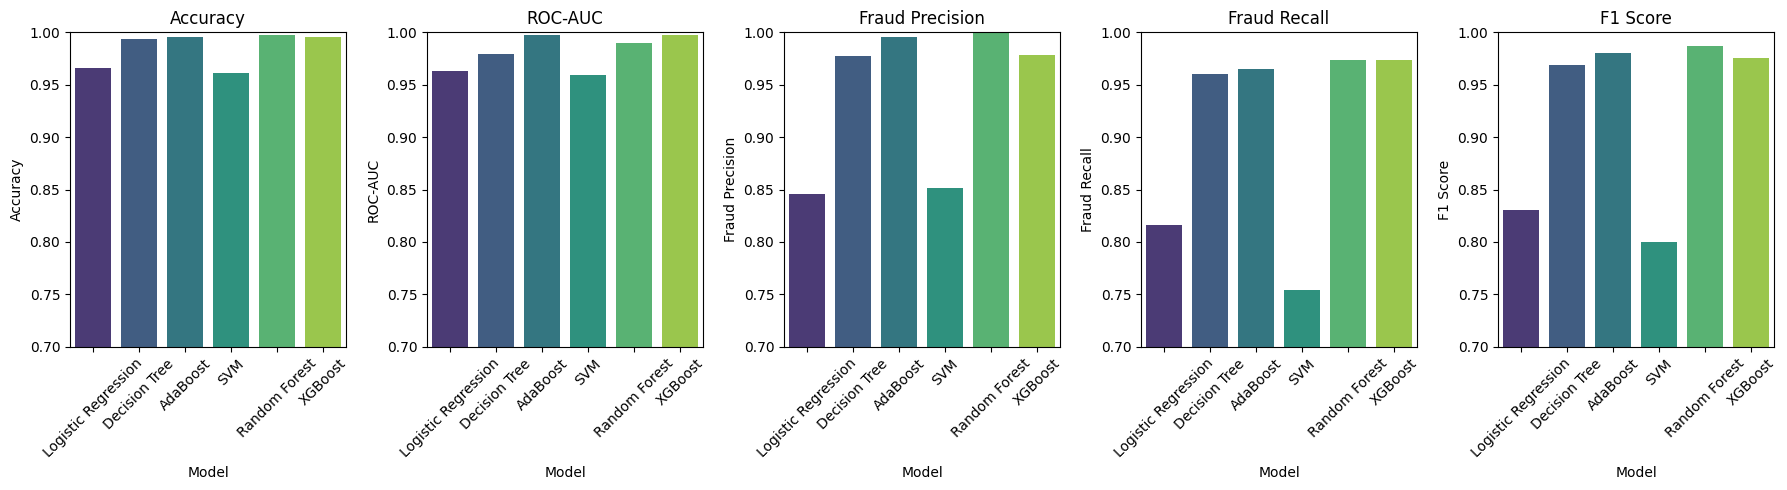 Accuracy
Accuracy
1.00
0.95
0.90
0.85
0.80
0.75
0.70
Logistic Regression
Decision Tree
AdaBoost
SVM
Random Forest
XGBoost
Model
ROC-AUC
ROC-AUC
1.00
0.95
0.90
0.85
0.80
0.75
0.70
Logistic Regression
Decision Tree
AdaBoost
SVM
Random Forest
XGBoost
Model
Fraud Precision
Fraud Precision
1.00
0.95
0.90
0.85
0.80
0.75
0.70
Logistic Regression
Decision Tree
AdaBoost
SVM
Random Forest
XGBoost
Model
Fraud Recall
Fraud Recall
1.00
0.95
0.90
0.85
0.80
0.75
0.70
Logistic Regression
Decision Tree
AdaBoost
SVM
Random Forest
XGBoost
Model
F1 Score
F1 Score
1.00
0.95
0.90
0.85
0.80
0.75
0.70
Logistic Regression
Decision Tree
AdaBoost
SVM
Random Forest
XGBoost
Model